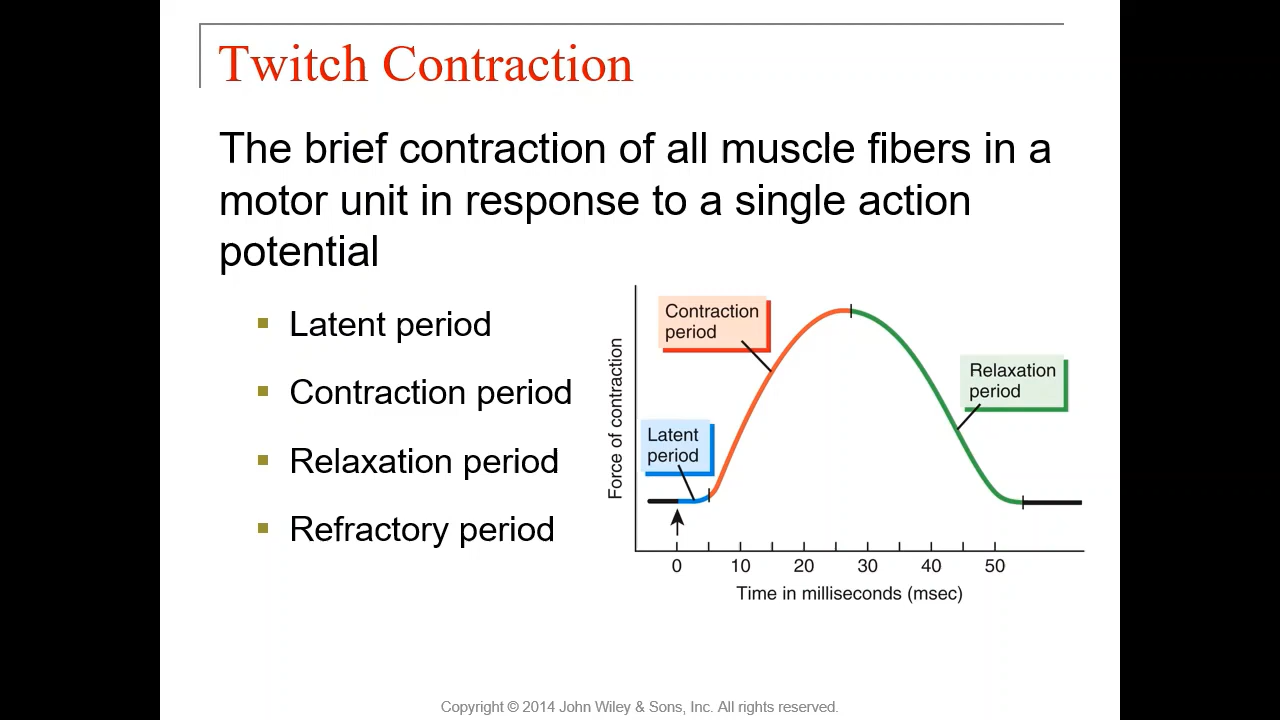 Twitch Contraction
The brief contraction of all muscle fibers in a
motor unit in response to a single action
potential
Latent period
Contraction period
Relaxation period
Refractory period
Force of contraction
Contraction
period
Relaxation
period
Latent
period
0 10 20 30 40 50
Time in milliseconds (msec)
Copyright © 2014 John Wiley & Sons, Inc. All rights reserved.